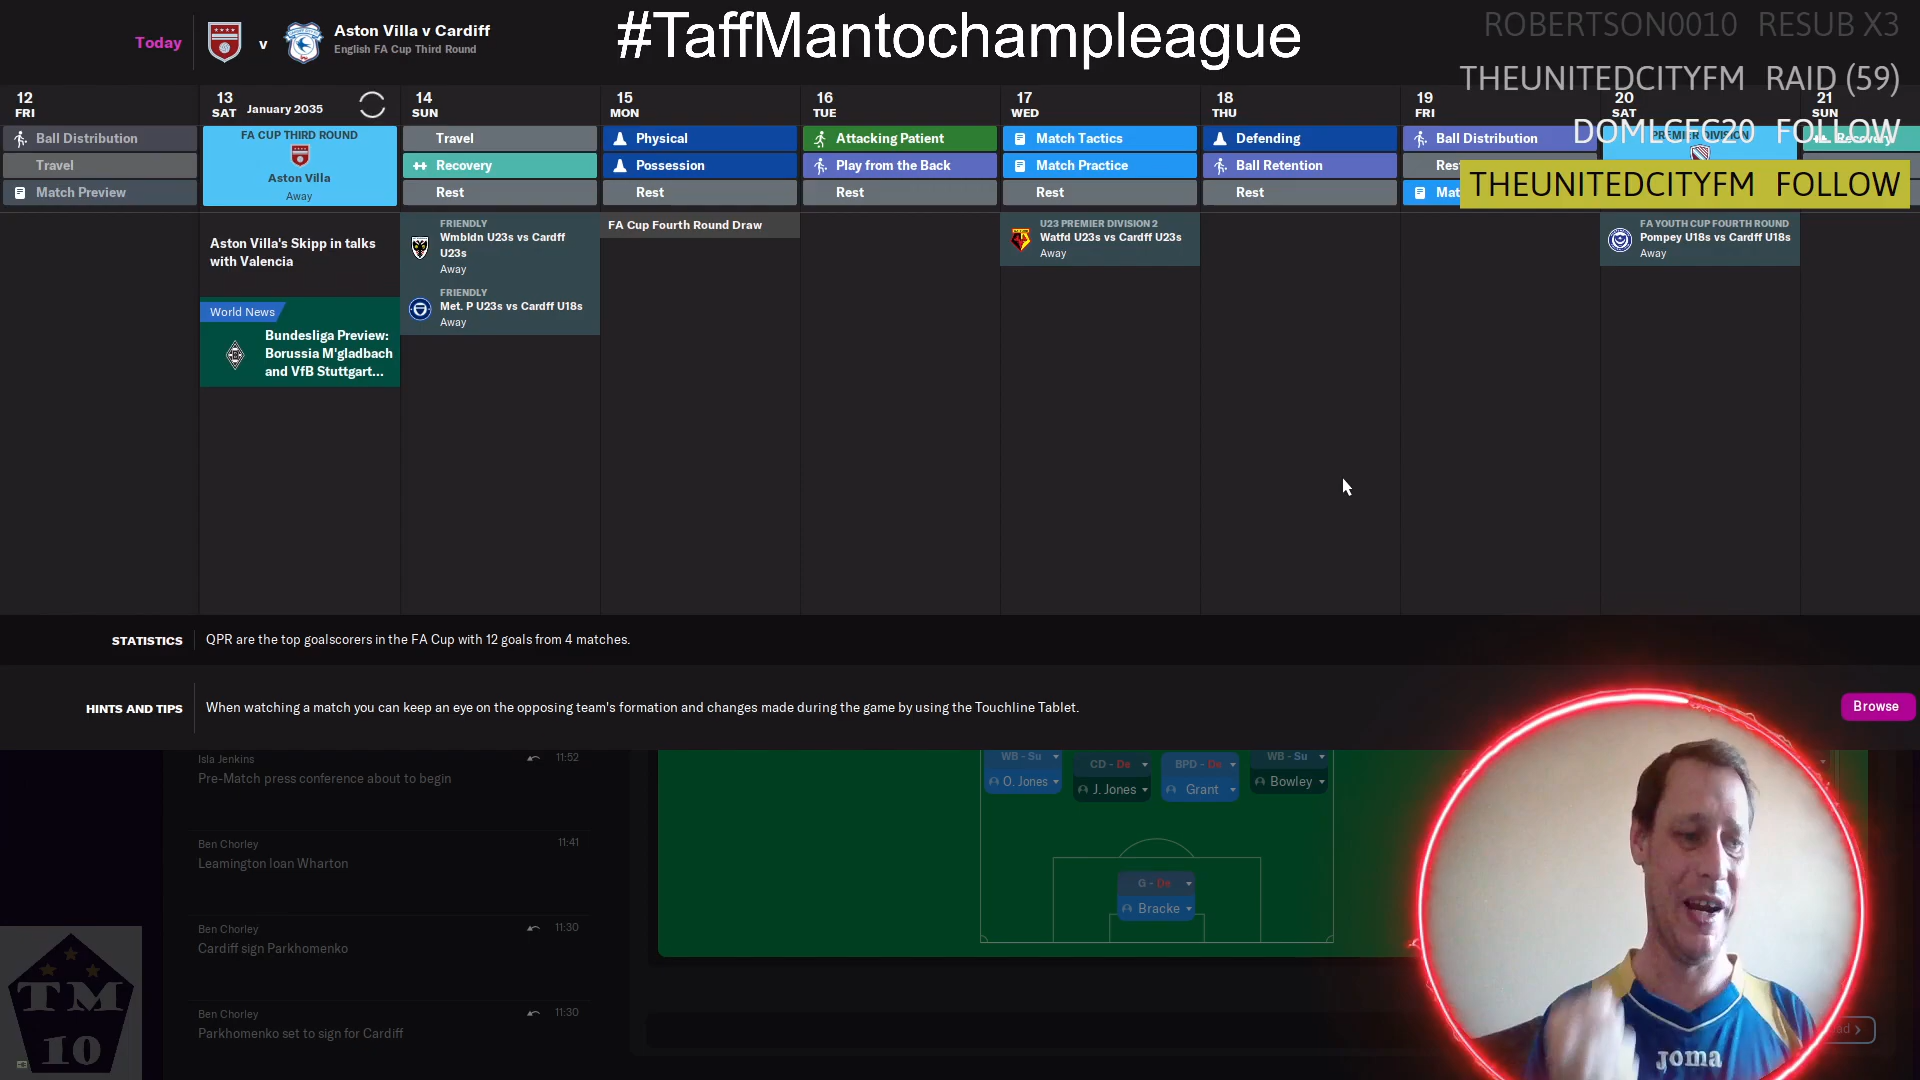 #TaffMantochampleague
Today
v
Aston Villa v Cardiff
English FA Cup Third Round
ROBERTSON0010 RESUB X3
THEUNITEDCITYFM RAID (59)
DOMLCFC20 FOLLOW
THEUNITEDCITYFM FOLLOW
12
FRI
Ball Distribution
Travel
Match Preview
13
SAT January 2035
FA CUP THIRD ROUND
Aston Villa
Away
Aston Villa's Skipp in talks
with Valencia
World News
Bundesliga Preview:
Borussia M'gladbach
and VfB Stuttgart...
14
SUN
Travel
Recovery
Rest
FRIENDLY
Wmbldn U23s vs Cardff
U23s
Away
FRIENDLY
Met. P U23s vs Cardff U18s
Away
15
MON
Physical
Possession
Rest
FA Cup Fourth Round Draw
16
TUE
Attacking Patient
Play from the Back
Rest
17
WED
Match Tactics
Match Practice
Rest
U23 PREMIER DIVISION 2
Watfd U23s vs Cardff U23s
Away
18
THU
Defending
Ball Retention
Rest
19
FRI
Ball Distribution
Rest
Mat
20
SAT
PREMIER DIVISION
FA YOUTH CUP FOURTH ROUND
Pompey U18s vs Cardff U18s
Away
21
SUN
Recovery
STATISTICS
QPR are the top goalscorers in the FA Cup with 12 goals from 4 matches.
HINTS AND TIPS
When watching a match you can keep an eye on the opposing team's formation and changes made during the game by using the Touchline Tablet.
Browse
Isla Jenkins 11:52
Pre-Match press conference about to begin
Ben Chorley 11:41
Leamington loan Wharton
Ben Chorley 11:30
Cardiff sign Parkhomenko
Ben Chorley 11:30
Parkhomenko set to sign for Cardiff
WB - Su
O. Jones
CD - De
J. Jones
BPD - De
Grant
WB - Su
Bowley
G - De
Bracke
TM
10
Joma